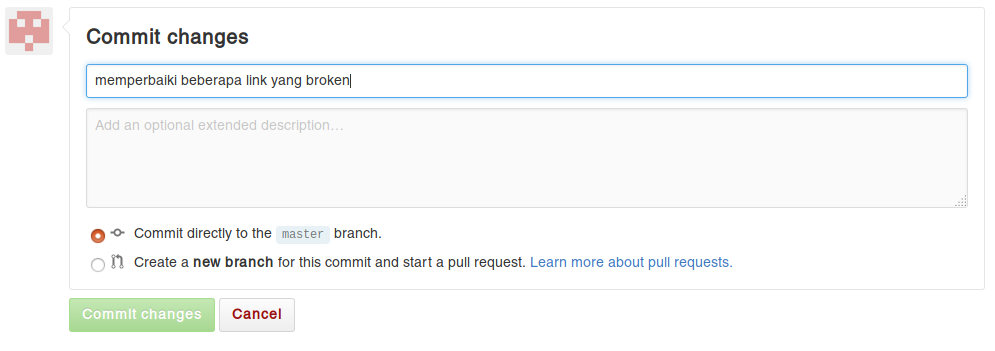 Commit changes
memperbaiki beberapa link yang broken
Add an optional extended description…
Commit directly to the master branch.
Create a new branch for this commit and start a pull request. Learn more about pull requests.
Commit changes Cancel